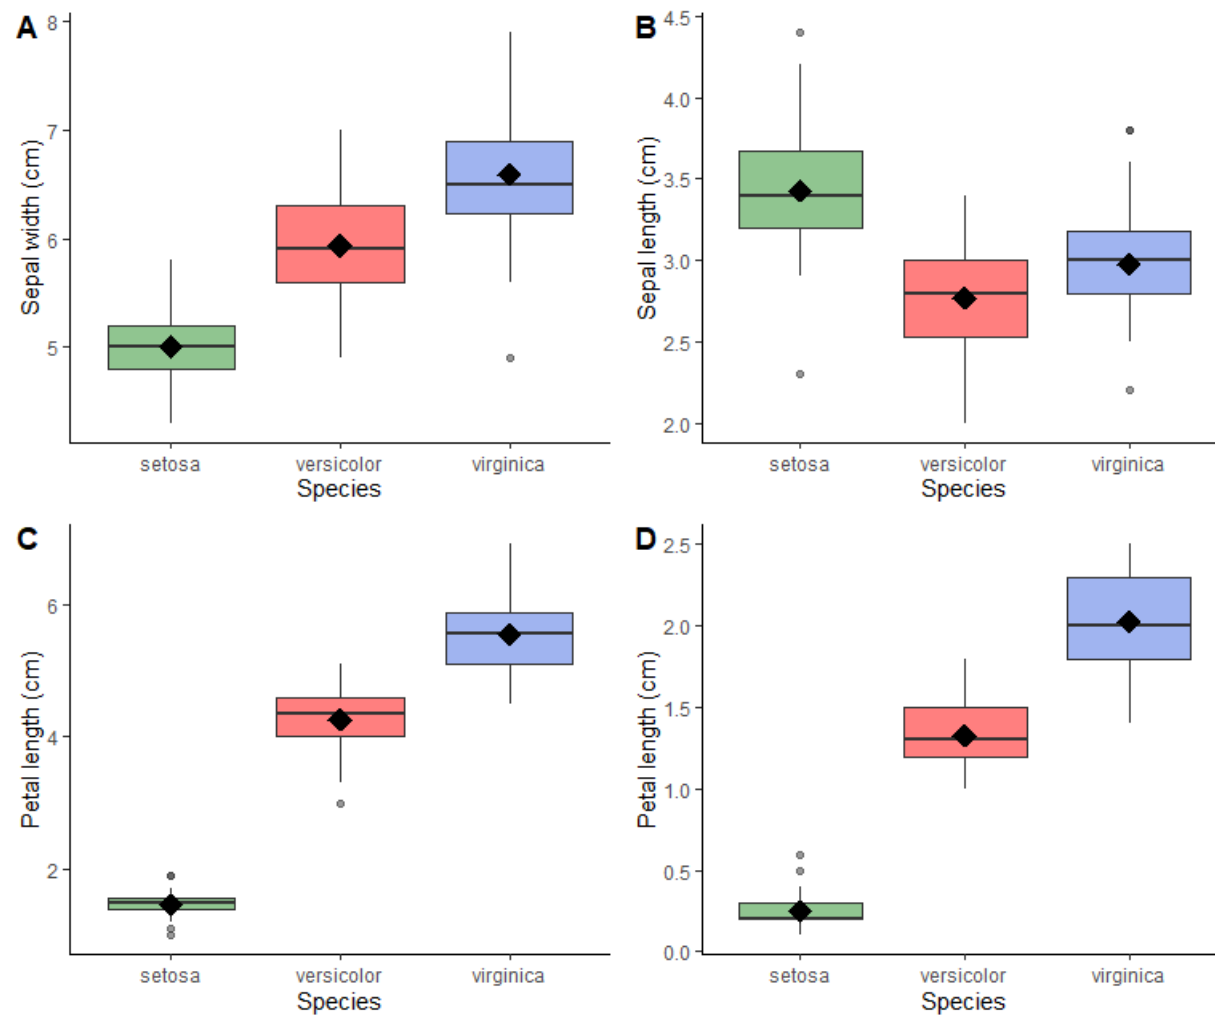 A
Sepal width (cm)
8
7
6
5
setosa
versicolor
virginica
Species
B
Sepal length (cm)
4.5
4.0
3.5
3.0
2.5
2.0
setosa
versicolor
virginica
Species
C
Petal length (cm)
6
4
2
setosa
versicolor
virginica
Species
D
Petal length (cm)
2.5
2.0
1.5
1.0
0.5
0.0
setosa
versicolor
virginica
Species